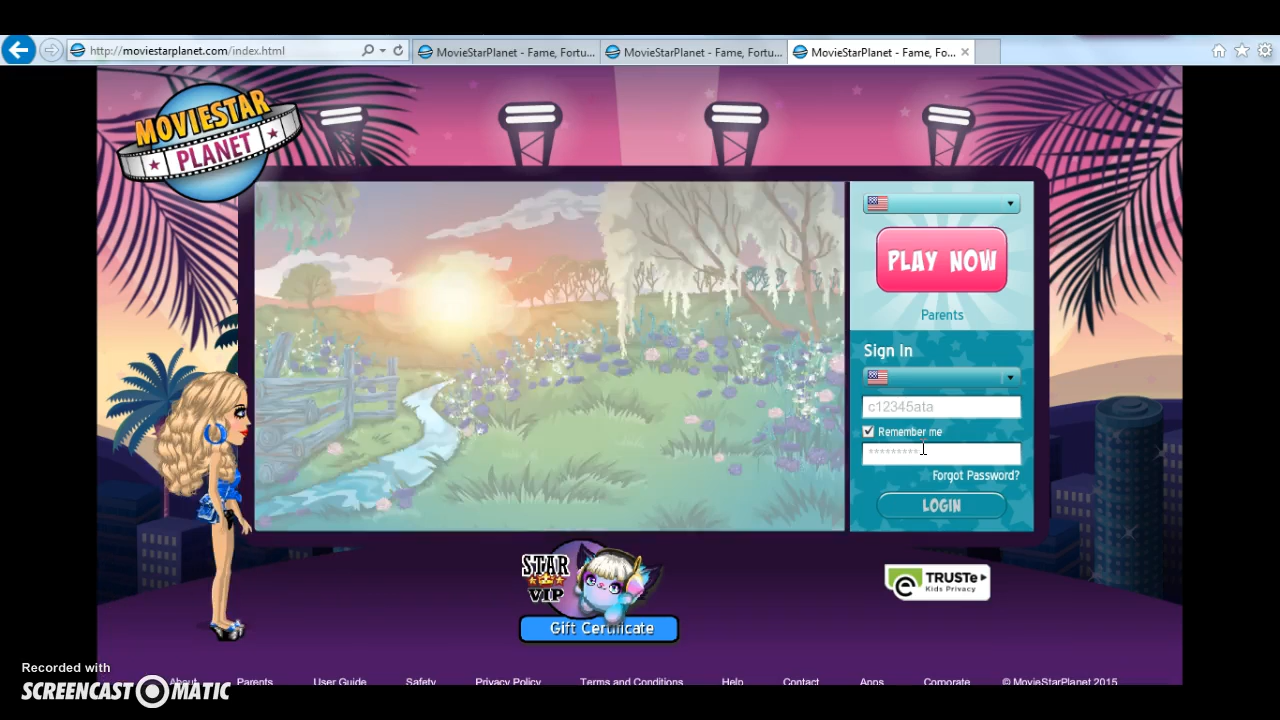 http://moviestarplanet.com/index.html
MovieStarPlanet - Fame, Fortu...
MovieStarPlanet - Fame, Fortu...
MovieStarPlanet - Fame, Fo...
MOVIESTAR
PLANET
PLAY NOW
Parents
Sign In
c12345ata
Remember me
*********
Forgot Password?
LOGIN
STAR
VIP
Gift Certificate
TRUSTe
Kids Privacy
Recorded with
SCREENCAST MATIC
About
Parents
User Guide
Safety
Privacy Policy
Terms and Conditions
Help
Contact
Apps
Corporate
© MovieStarPlanet 2015